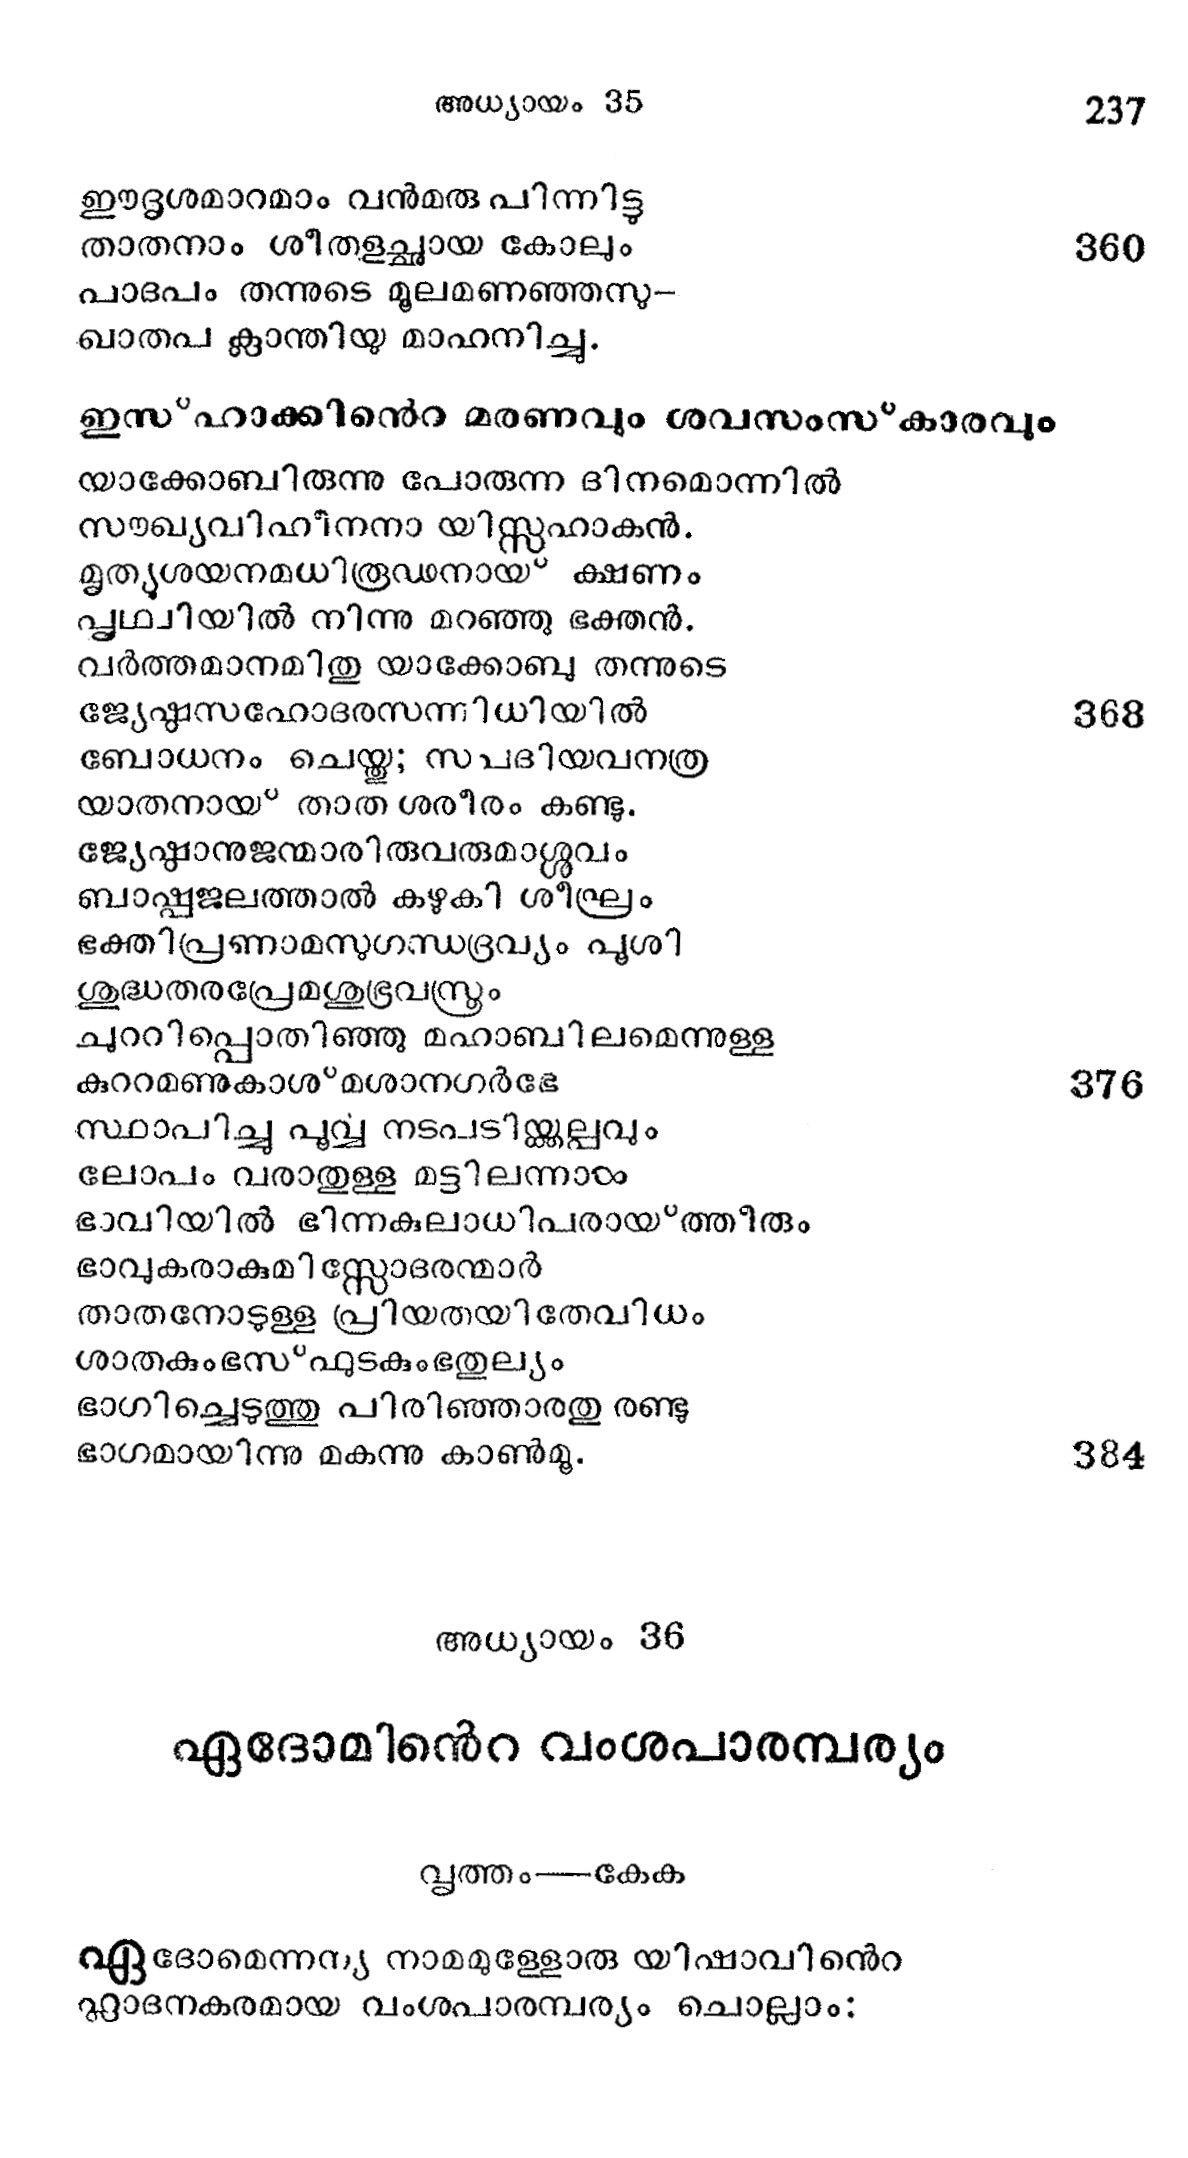 അധ്യായം 35 237
ഈദൃശമാറമാം വൻമരു പിന്നിട്ടു
താതനാം ശീതളച്ഛായ കോലും 360
പാദപം തന്നുടെ മൂലമണഞ്ഞസു-
ഖാതപ ക്ലാന്തിയു മാഹനിച്ചു.
ഇസ്ഹാക്കിൻെറ മരണവും ശവസംസ്കാരവും
യാക്കോബിരുന്നു പോരുന്ന ദിനമൊന്നിൽ
സൗഖ്യവിഹീനനാ യിസ്സഹാകൻ.
മൃത്യുശയനമധിരൂഢനായ് ക്ഷണം
പൃഥ്വിയിൽ നിന്നു മറഞ്ഞു ഭക്തൻ.
വർത്തമാനമിതു യാക്കോബു തന്നുടെ
ജ്യേഷ്ഠസഹോദരസന്നിധിയിൽ 368
ബോധനം ചെയ്തു; സപദിയവനത്ര
യാതനായ് താത ശരീരം കണ്ടു.
ജ്യേഷ്ഠാനുജന്മാരിരുവരുമാശ്ശവം
ബാഷ്പജലത്താൽ കഴുകി ശീഘ്രം
ഭക്തിപ്രണാമസുഗന്ധദ്രവ്യം പൂശി
ശുദ്ധതരപ്രേമശുഭ്രവസ്ത്രം
ചുററിപ്പൊതിഞ്ഞു മഹാബിലമെന്നുള്ള
കുററമണുകാശ്മശാനഗർഭേ 376
സ്ഥാപിച്ചു പൂർവ്വ നടപടിയ്ക്കല്പവും
ലോപം വരാതുള്ള മട്ടിലന്നാൾ
ഭാവിയിൽ ഭിന്നകുലാധിപരായ്ത്തീരും
ഭാവുകരാകുമിസ്സോദരന്മാർ
താതനോടുള്ള പ്രിയതയിതേവിധം
ശാതകുംഭസ്ഫുടകുംഭതുല്യം
ഭാഗിച്ചെടുത്തു പിരിഞ്ഞാരതു രണ്ടു
ഭാഗമായിന്നു മകന്നു കാൺമൂ. 384
അധ്യായം 36
ഏദോമിൻെറ വംശപാരമ്പര്യം
വൃത്തം—കേക
ഏദോമെന്നന്യ നാമമുള്ളോരു യിഷാവിൻെറ
ഹ്ലാദനകരമായ വംശപാരമ്പര്യം ചൊല്ലാം: